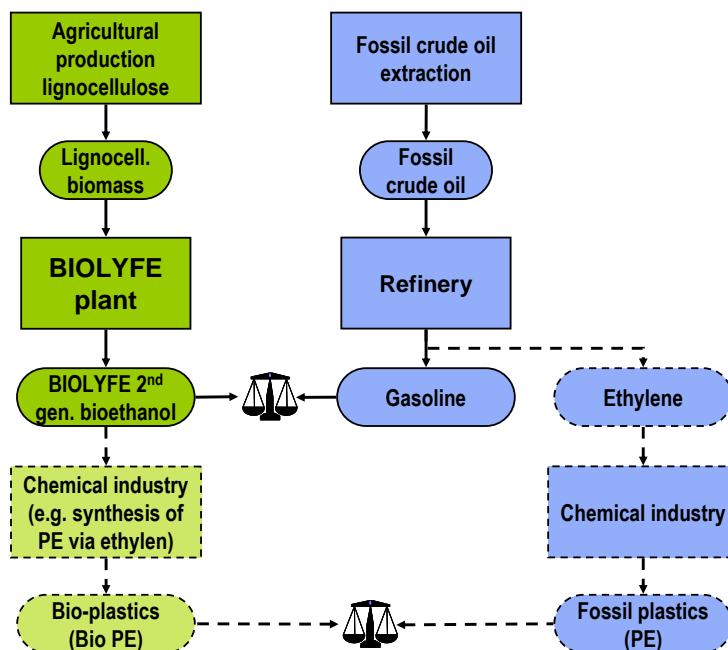 Agricultural
production
lignocellulose
Fossil crude oil
extraction
Lignocell.
biomass
Fossil
crude oil
BIOLYFE
plant
Refinery
BIOLYFE 2nd
gen. bioethanol
Gasoline
Ethylene
Chemical industry
(e.g. synthesis of
PE via ethylen)
Chemical industry
Bio-plastics
(Bio PE)
Fossil plastics
(PE)